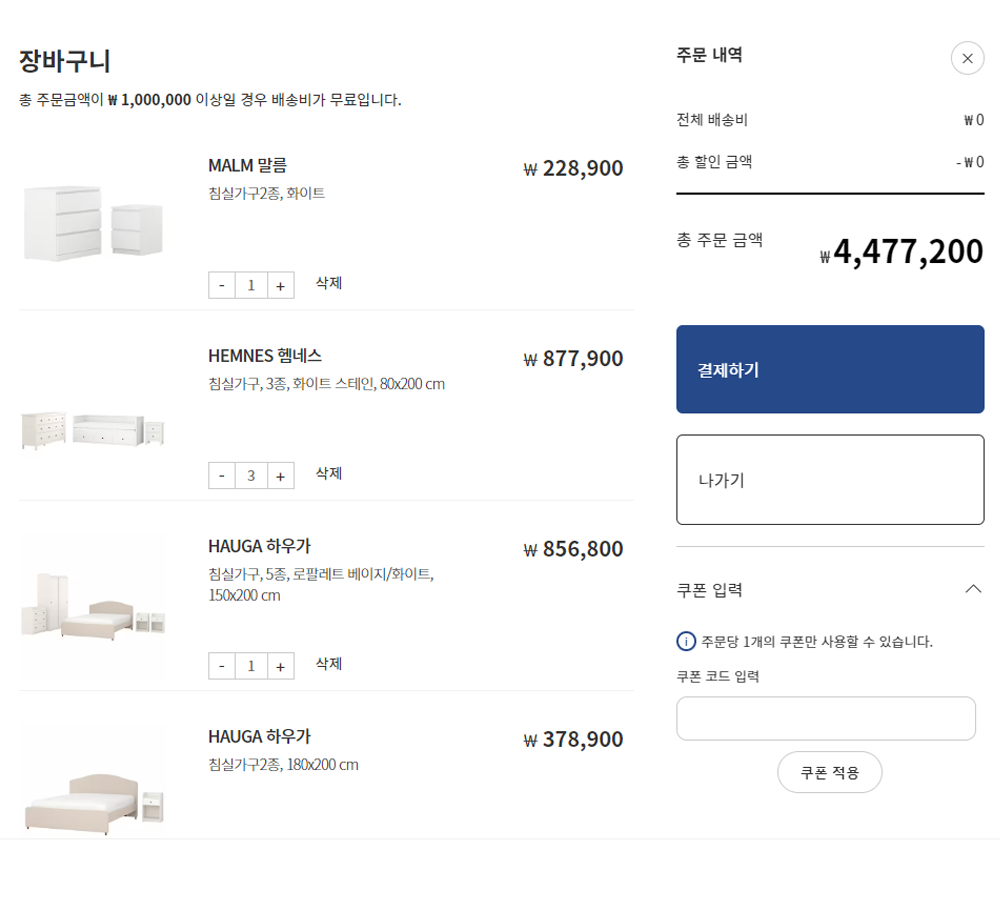 장바구니
총 주문금액이 ₩ 1,000,000 이상일 경우 배송비가 무료입니다.
MALM 말름
₩ 228,900
침실가구2종, 화이트
- 1 + 삭제
HEMNES 헴네스
₩ 877,900
침실가구, 3종, 화이트 스테인, 80x200 cm
- 3 + 삭제
HAUGA 하우가
₩ 856,800
침실가구, 5종, 로팔레트 베이지/화이트,
150x200 cm
- 1 + 삭제
HAUGA 하우가
₩ 378,900
침실가구2종, 180x200 cm
주문 내역
전체 배송비 ₩0
총 할인 금액 -₩0
총 주문 금액 ₩4,477,200
결제하기
나가기
쿠폰 입력
주문당 1개의 쿠폰만 사용할 수 있습니다.
쿠폰 코드 입력
쿠폰 적용